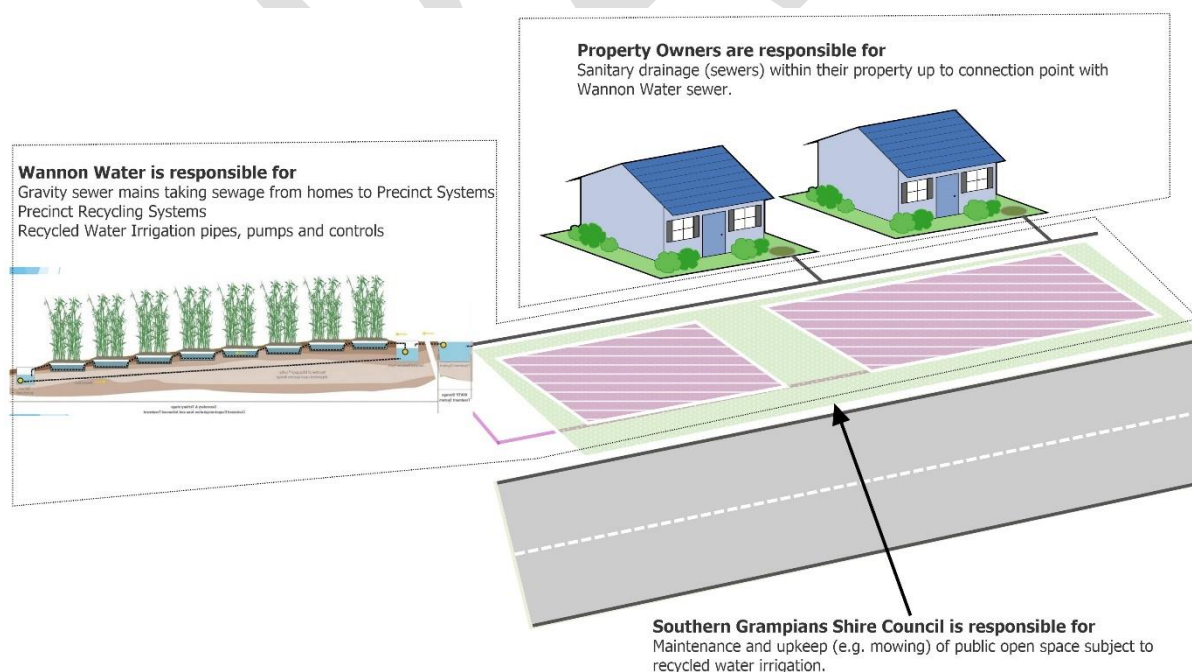 Property Owners are responsible for
Sanitary drainage (sewers) within their property up to connection point with
Wannon Water sewer.
Wannon Water is responsible for
Gravity sewer mains taking sewage from homes to Precinct Systems
Precinct Recycling Systems
Recycled Water Irrigation pipes, pumps and controls
Southern Grampians Shire Council is responsible for
Maintenance and upkeep (e.g. mowing) of public open space subject to
recycled water irrigation.